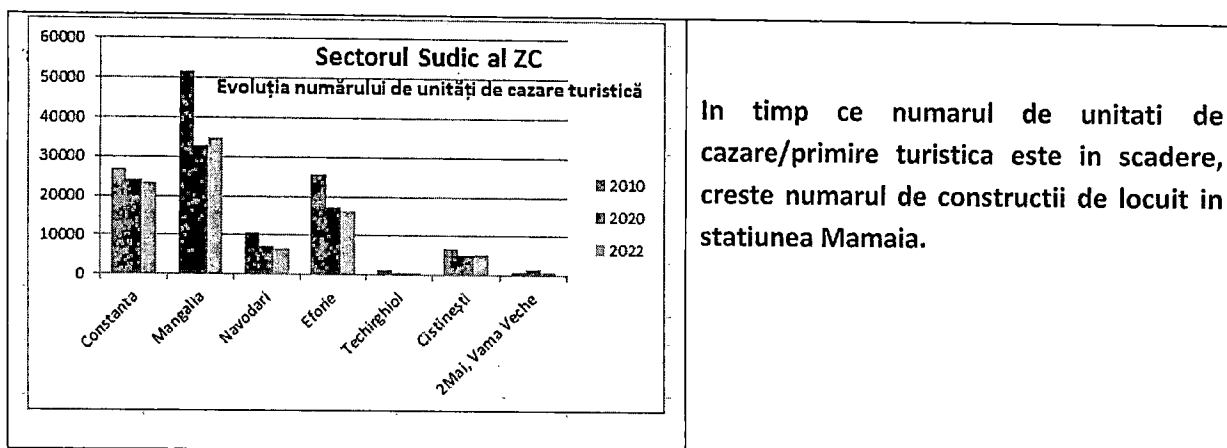 60000
50000
40000
30000
20000
10000
0
Sectorul Sudic al ZC
Evoluția numărului de unități de cazare turistică
2010
2020
2022
Constanta
Mangalia
Navodari
Eforie
Techirghiol
Cistinești
2Mai, Vama Veche
In timp ce numarul de unitati de
cazare/primire turistica este in scadere,
creste numarul de constructii de locuit in
statiunea Mamaia.